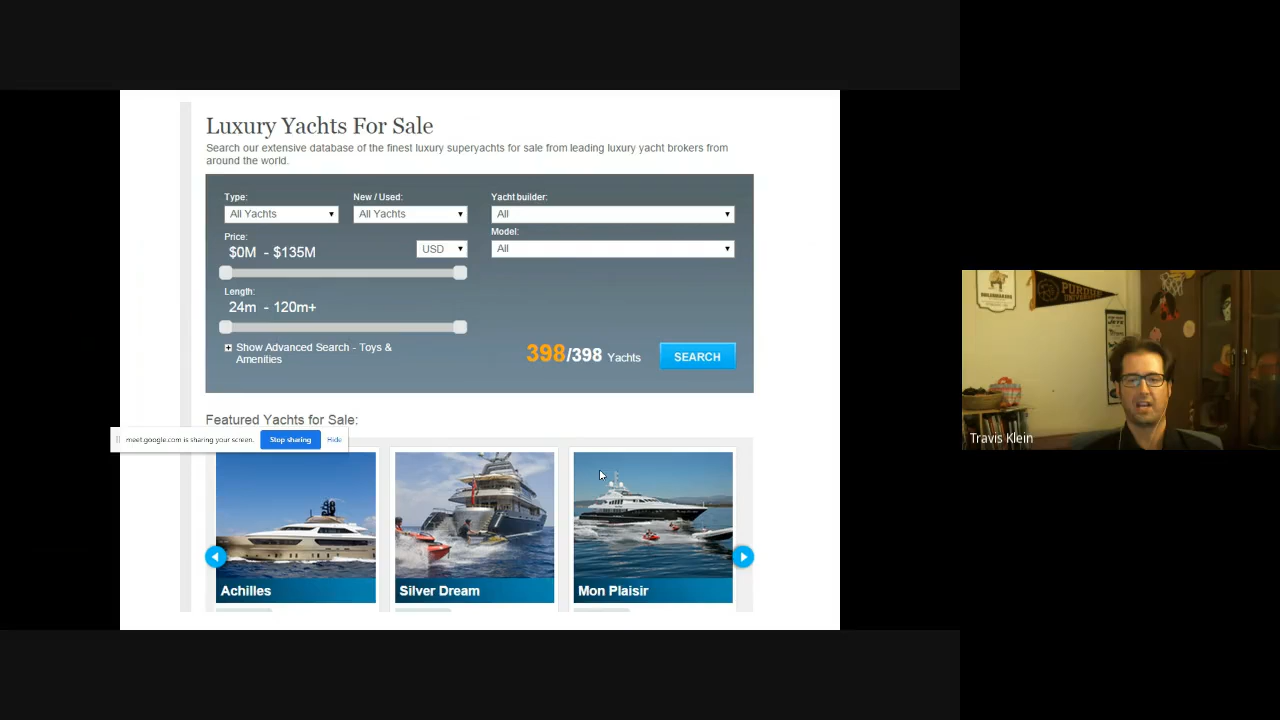 Luxury Yachts For Sale
Search our extensive database of the finest luxury superyachts for sale from leading luxury yacht brokers from
around the world.
Type:
New / Used:
Yacht builder:
All Yachts
All Yachts
All
Model:
Price:
$0M - $135M
USD
All
Length:
24m - 120m+
Show Advanced Search - Toys &
Amenities
398/398 Yachts
SEARCH
Featured Yachts for Sale:
meet.google.com is sharing your screen.
Stop sharing
Hide
Achilles
Silver Dream
Mon Plaisir
PURDUE
Travis Klein